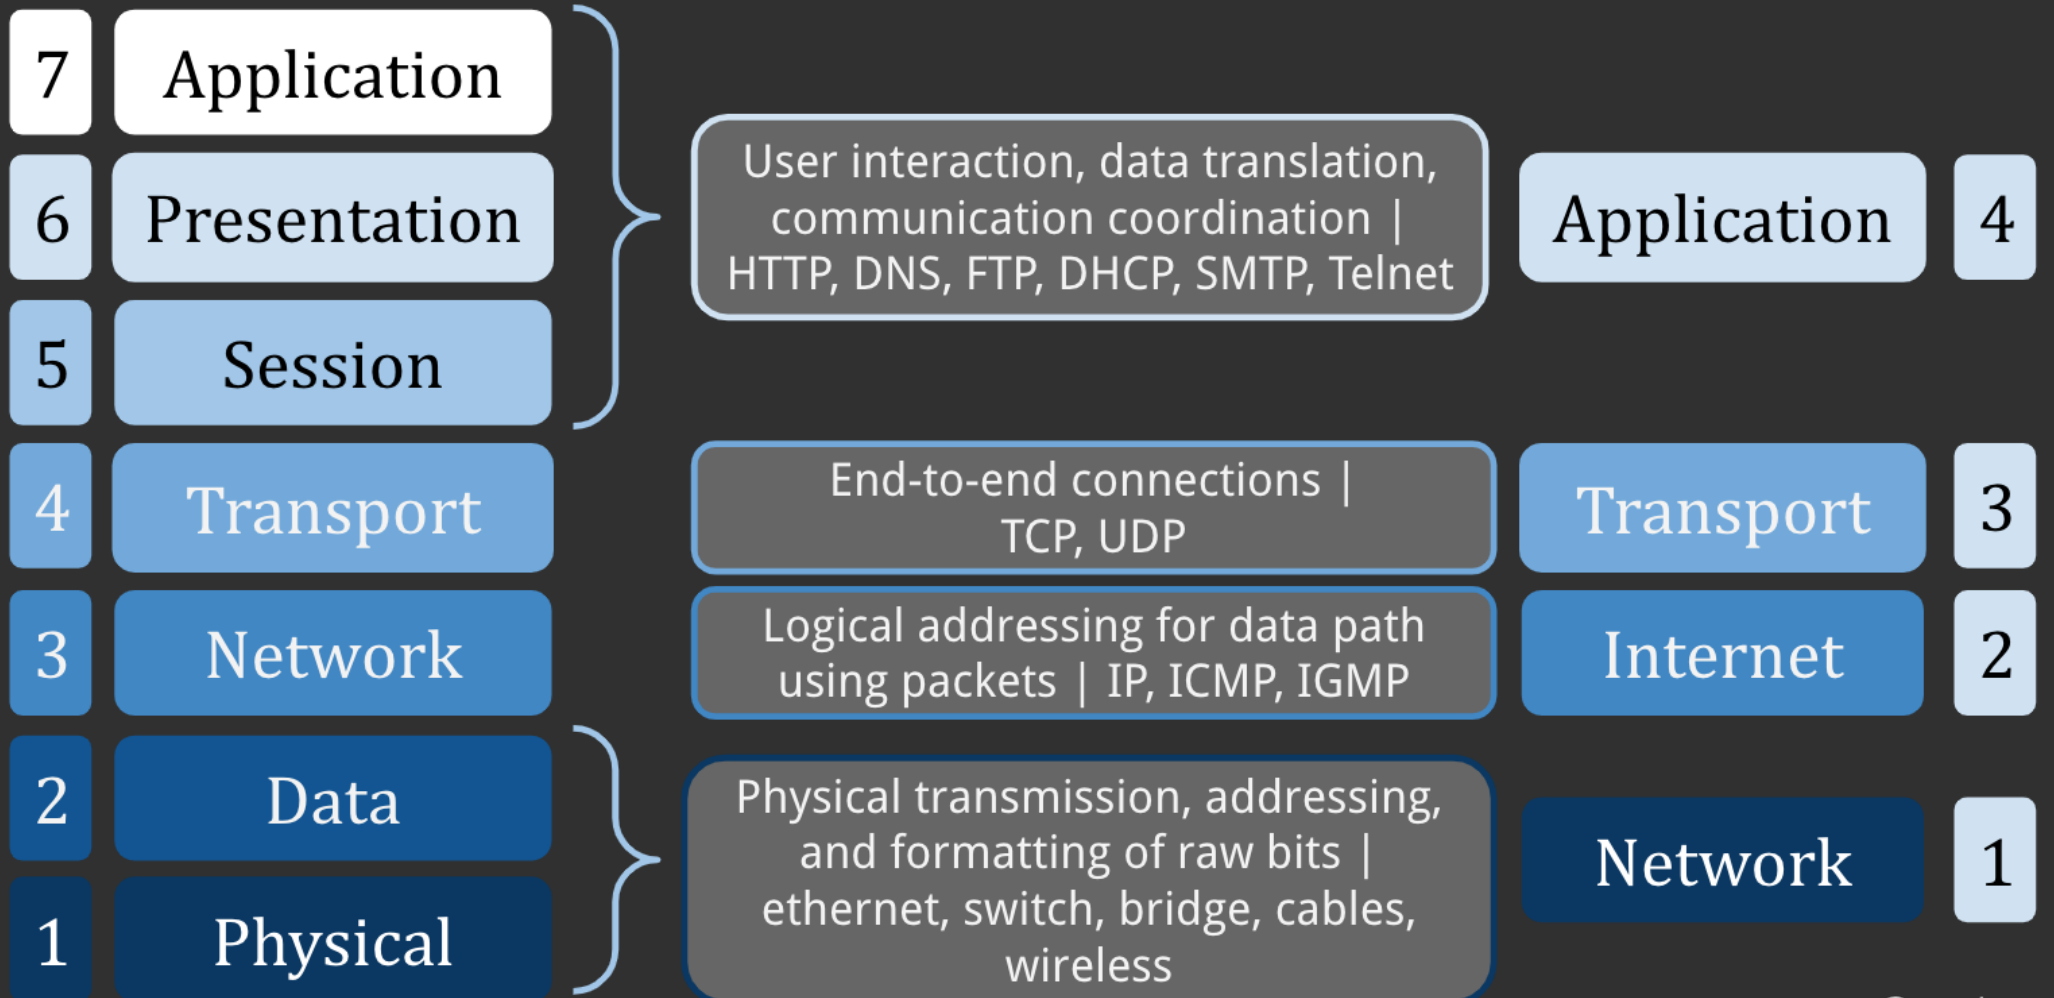 7 Application
6 Presentation
5 Session
User interaction, data translation,
communication coordination |
HTTP, DNS, FTP, DHCP, SMTP, Telnet
Application 4
4 Transport
End-to-end connections |
TCP, UDP
Transport 3
3 Network
Logical addressing for data path
using packets | IP, ICMP, IGMP
Internet 2
2 Data
1 Physical
Physical transmission, addressing,
and formatting of raw bits |
ethernet, switch, bridge, cables,
wireless
Network 1